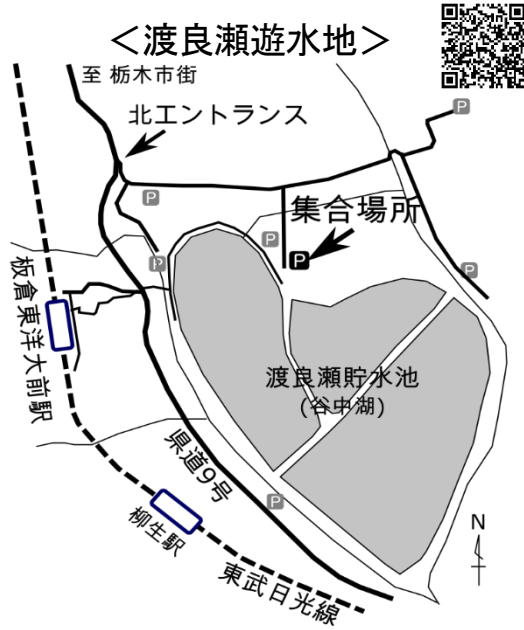 ＜渡良瀬遊水地＞
至 栃木市街
北エントランス
P
P
集合場所
P
P
P
P
板倉東洋大前駅
渡良瀬貯水池
(谷中湖)
県道9号
P
柳生駅
東武日光線
N